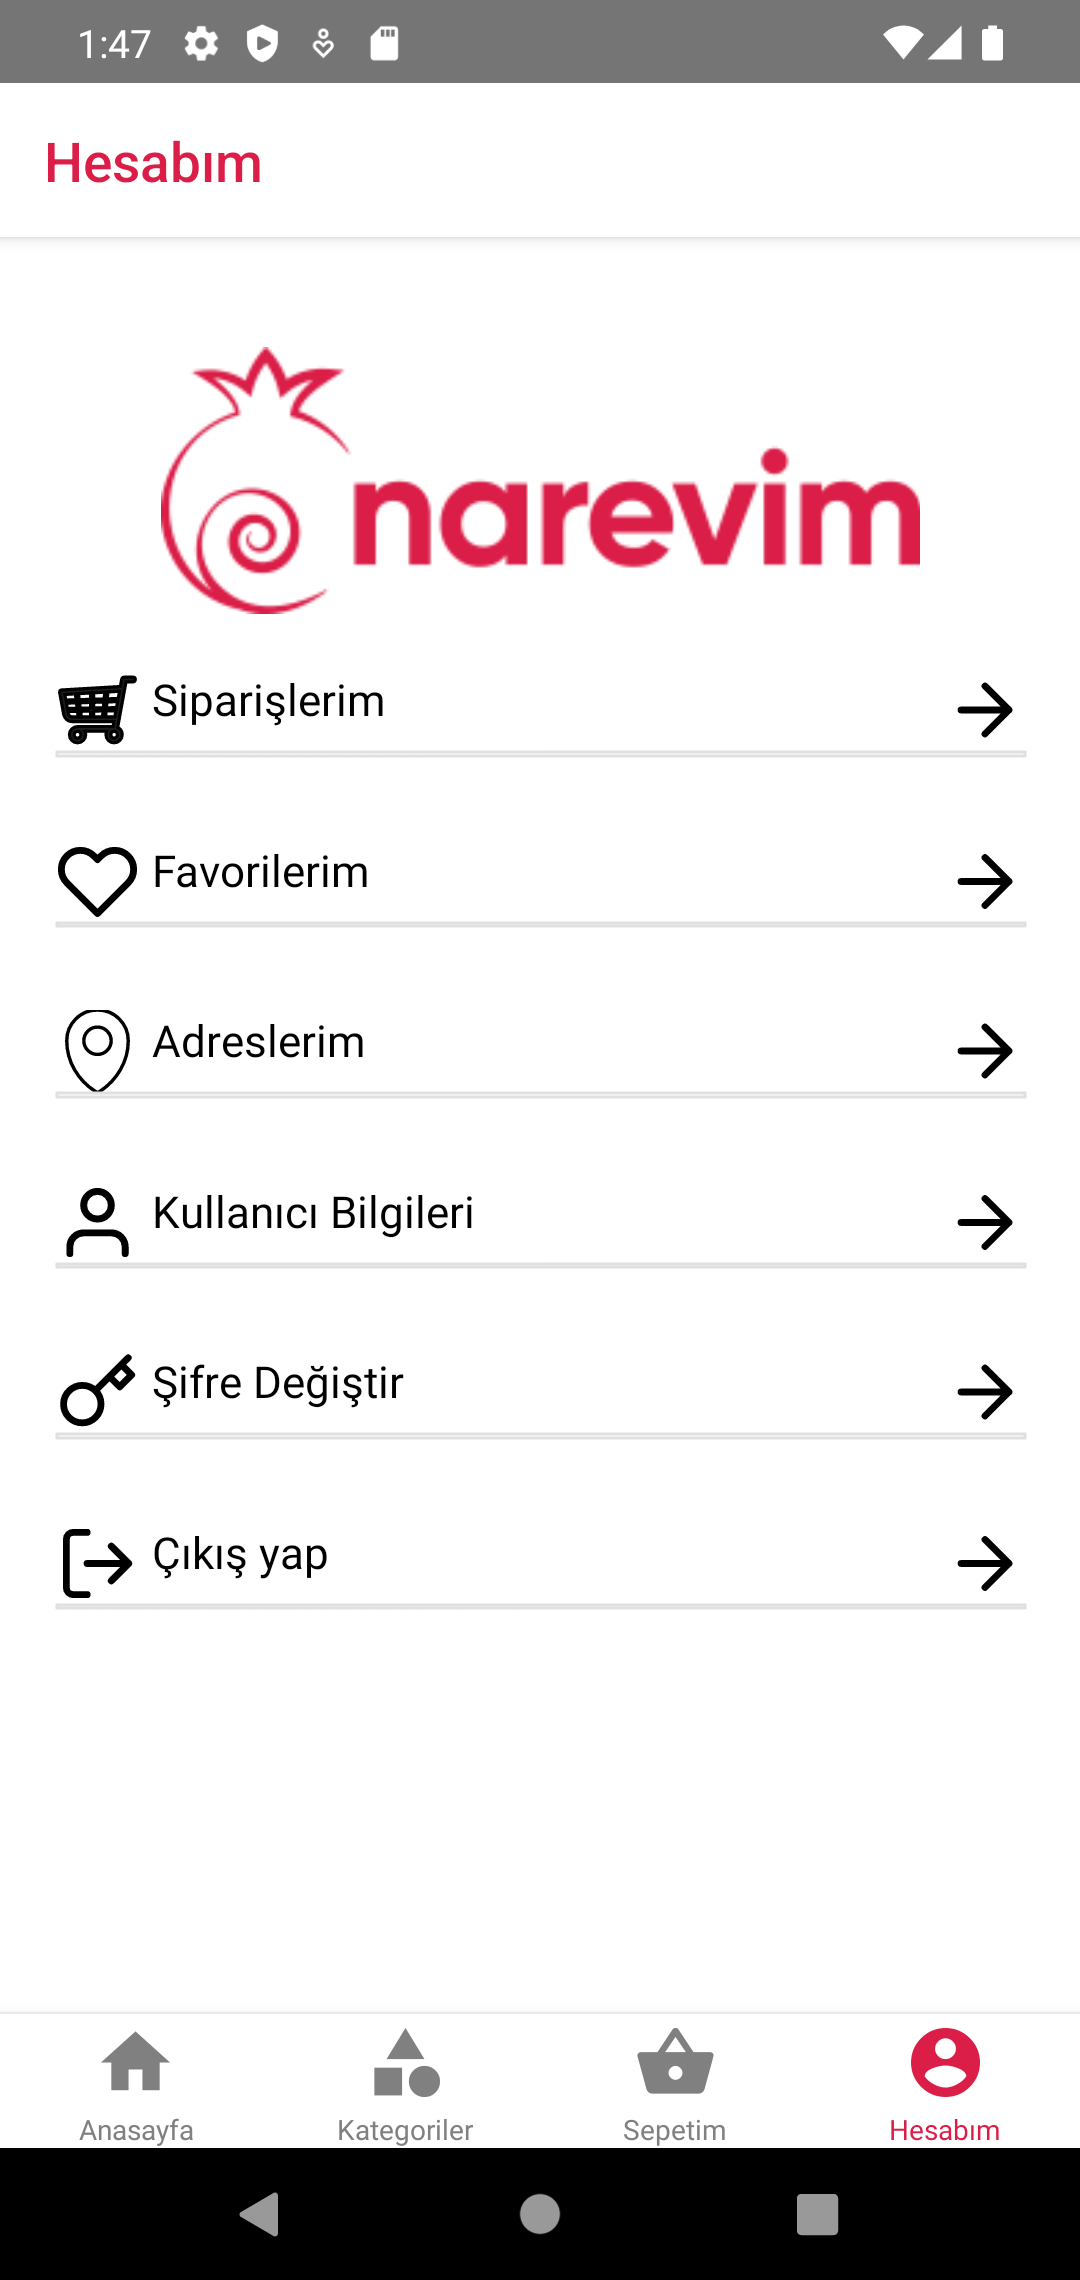 1:47
Hesabım
narevim
Siparişlerim
Favorilerim
Adreslerim
Kullanıcı Bilgileri
Şifre Değiştir
Çıkış yap
Anasayfa
Kategoriler
Sepetim
Hesabım